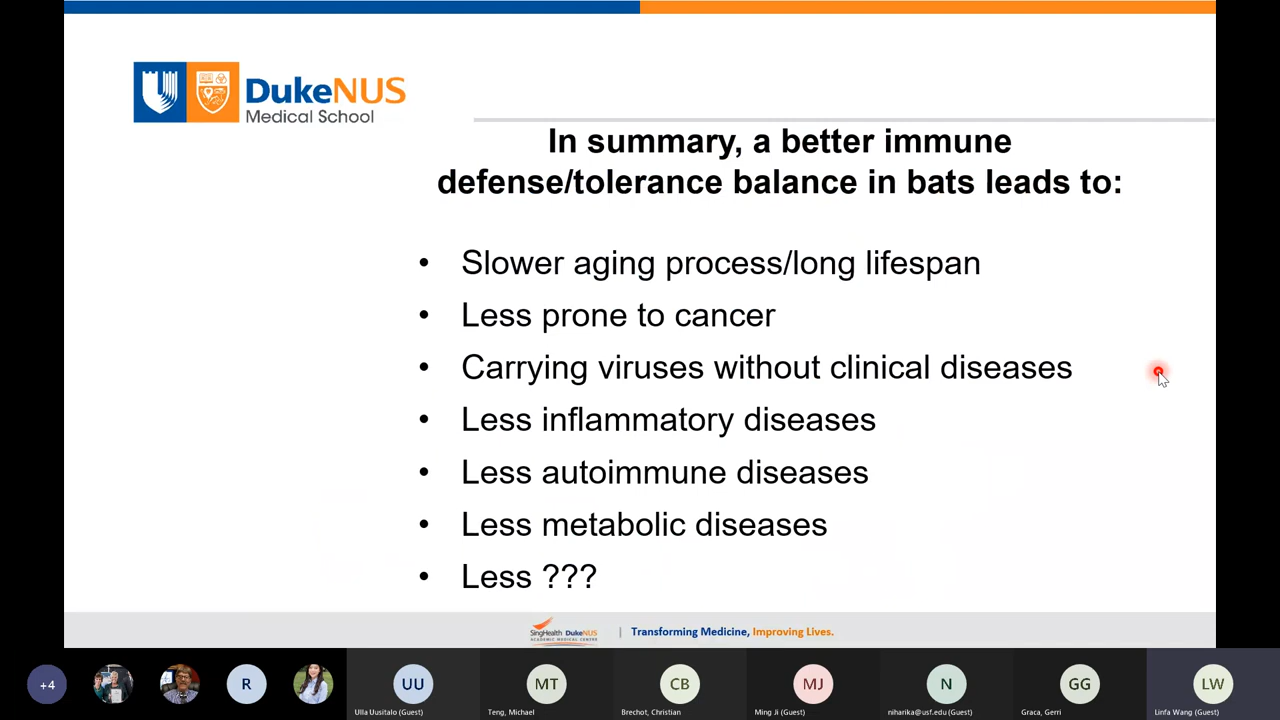 DukeNUS
Medical School
In summary, a better immune
defense/tolerance balance in bats leads to:
• Slower aging process/long lifespan
• Less prone to cancer
• Carrying viruses without clinical diseases
• Less inflammatory diseases
• Less autoimmune diseases
• Less metabolic diseases
• Less ???
SingHealth DukeNUS
ACADEMIC MEDICAL CENTRE
Transforming Medicine, Improving Lives.
+4
R
UU
MT
CB
MJ
N
GG
LW
Ulla Uusitalo (Guest)
Teng, Michael
Brechot, Christian
Ming Ji (Guest)
niharika@usf.edu (Guest)
Graca, Gerri
Linfa Wang (Guest)